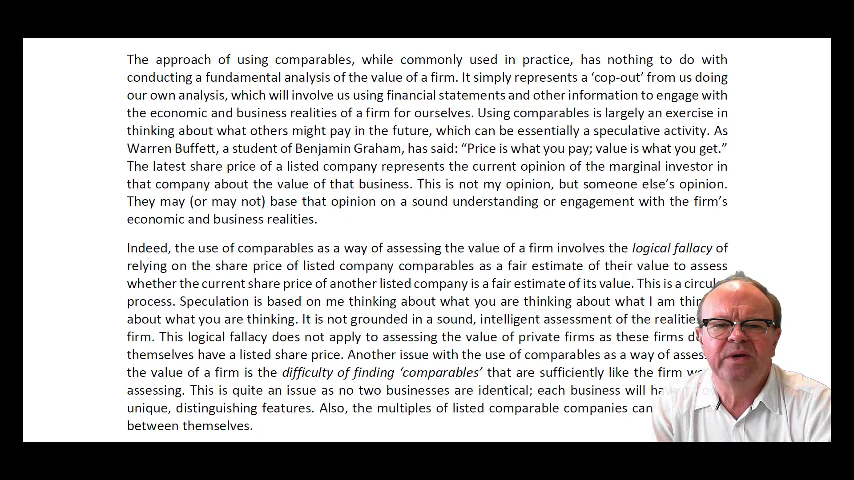 The approach of using comparables, while commonly used in practice, has nothing to do with
conducting a fundamental analysis of the value of a firm. It simply represents a ‘cop-out’ from us doing
our own analysis, which will involve us using financial statements and other information to engage with
the economic and business realities of a firm for ourselves. Using comparables is largely an exercise in
thinking about what others might pay in the future, which can be essentially a speculative activity. As
Warren Buffett, a student of Benjamin Graham, has said: “Price is what you pay; value is what you get.”
The latest share price of a listed company represents the current opinion of the marginal investor in
that company about the value of that business. This is not my opinion, but someone else’s opinion.
They may (or may not) base that opinion on a sound understanding or engagement with the firm’s
economic and business realities.
Indeed, the use of comparables as a way of assessing the value of a firm involves the logical fallacy of
relying on the share price of listed company comparables as a fair estimate of their value to assess
whether the current share price of another listed company is a fair estimate of its value. This is a
process. Speculation is based on me thinking about what you are thinking about what I am
about what you are thinking. It is not grounded in a sound, intelligent assessment of the
firm. This logical fallacy does not apply to assessing the value of private firms as these firms
themselves have a listed share price. Another issue with the use of comparables as a way of
the value of a firm is the difficulty of finding ‘comparables’ that are sufficiently like the firm
assessing. This is quite an issue as no two businesses are identical; each business will
unique, distinguishing features. Also, the multiples of listed comparable companies can
between themselves.